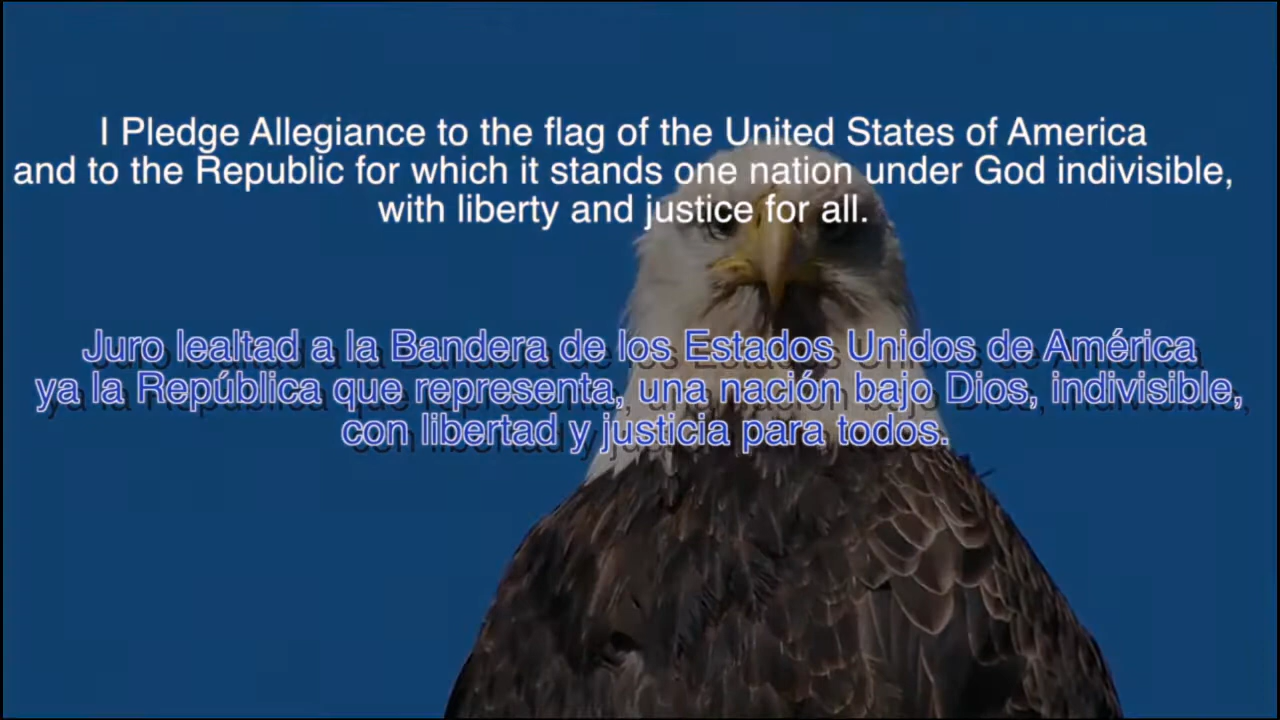 I Pledge Allegiance to the flag of the United States of America
and to the Republic for which it stands one nation under God indivisible,
with liberty and justice for all.
Juro lealtad a la Bandera de los Estados Unidos de América
ya la República que representa, una nación bajo Dios, indivisible,
con libertad y justicia para todos.